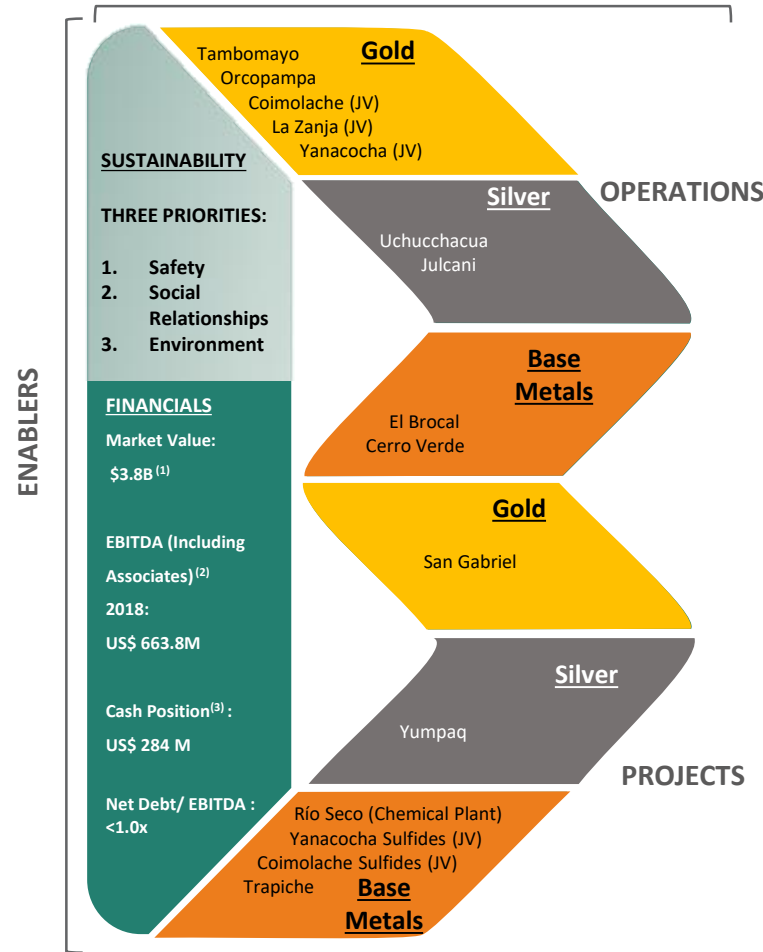 ENABLERS
SUSTAINABILITY
THREE PRIORITIES:
1. Safety
2. Social
Relationships
3. Environment
FINANCIALS
Market Value:
$3.8B (1)
EBITDA (Including
Associates) (2)
2018:
US$ 663.8M
Cash Position(3) :
US$ 284 M
Net Debt/ EBITDA :
<1.0x
OPERATIONS
Gold
Tambomayo
Orcopampa
Coimolache (JV)
La Zanja (JV)
Yanacocha (JV)
Silver
Uchucchacua
Julcani
Base
Metals
El Brocal
Cerro Verde
PROJECTS
Gold
San Gabriel
Silver
Yumpaq
Río Seco (Chemical Plant)
Yanacocha Sulfides (JV)
Coimolache Sulfides (JV)
Trapiche
Base
Metals